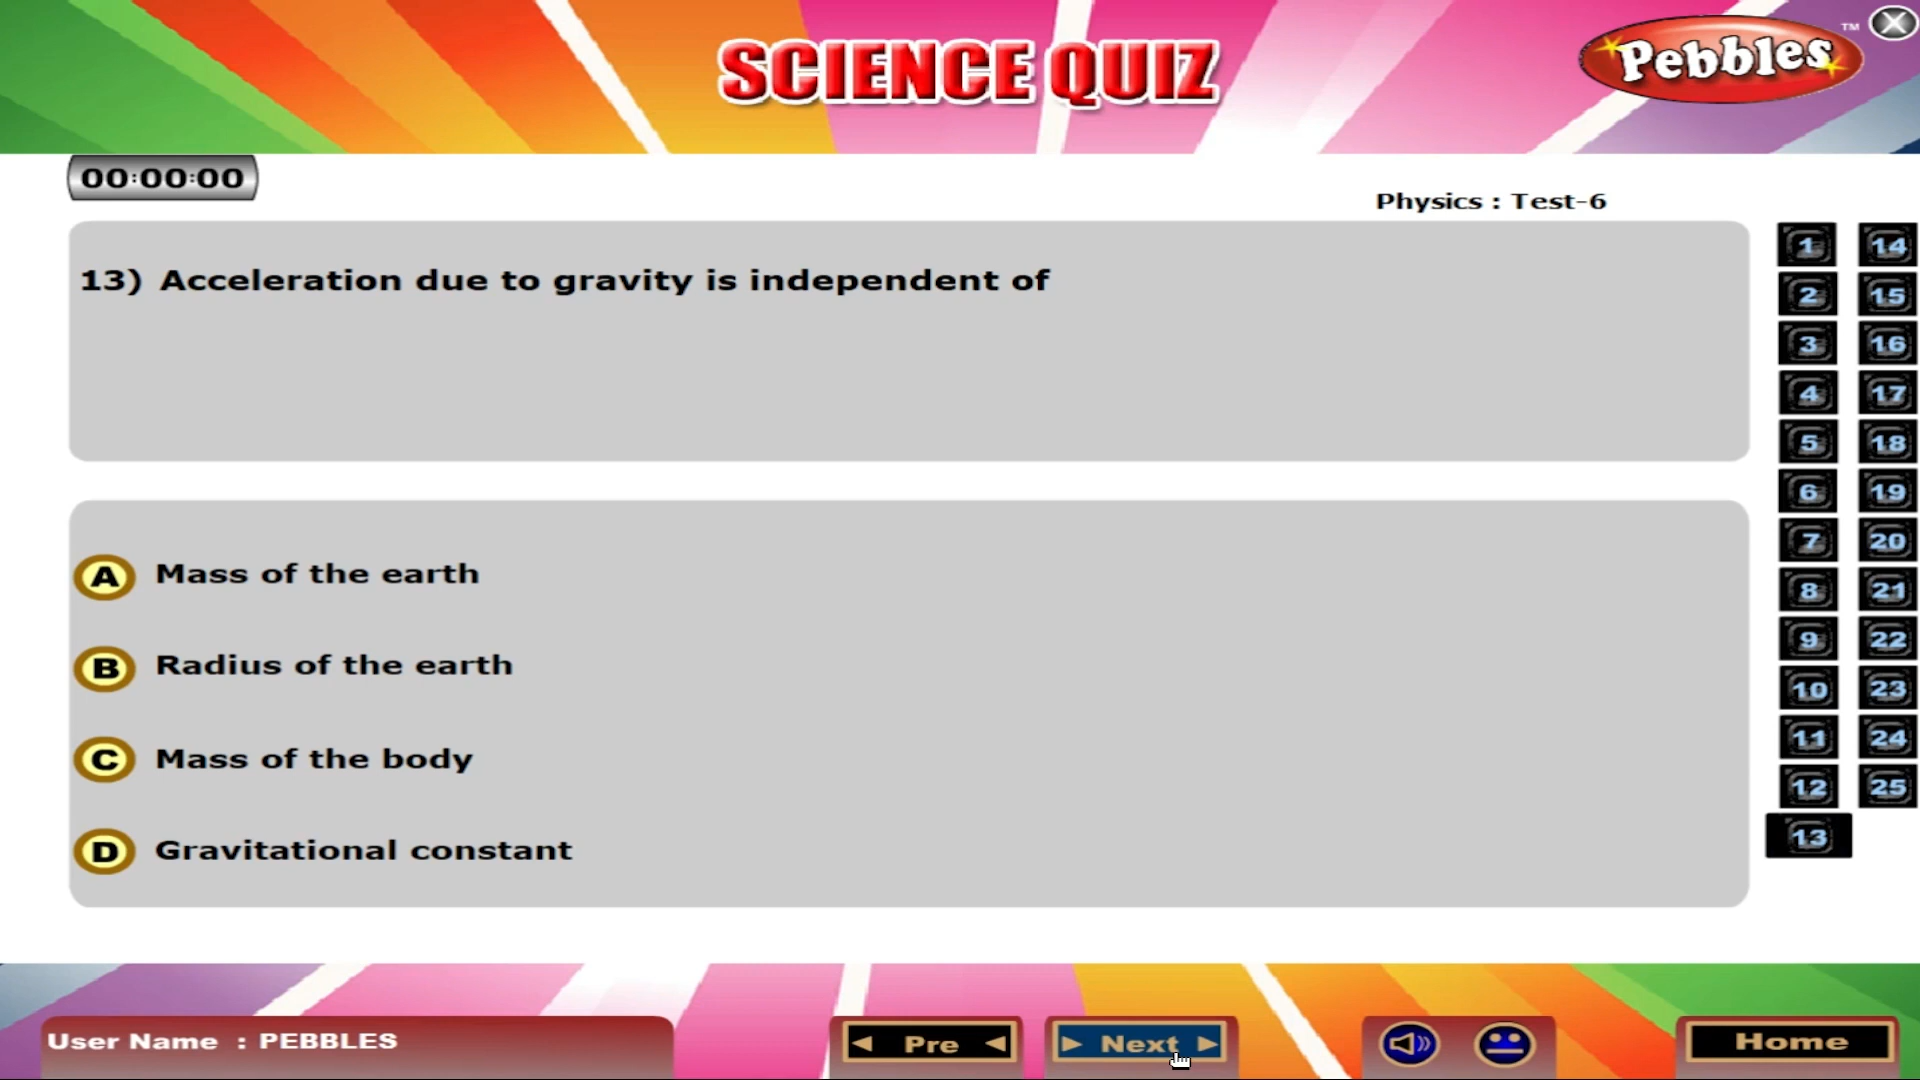 SCIENCE QUIZ
Pebbles™
00:00:00
Physics : Test-6
13) Acceleration due to gravity is independent of
A Mass of the earth
B Radius of the earth
C Mass of the body
D Gravitational constant
1 14
2 15
3 16
4 17
5 18
6 19
7 20
8 21
9 22
10 23
11 24
12 25
13
User Name : PEBBLES
Pre
Next
Home